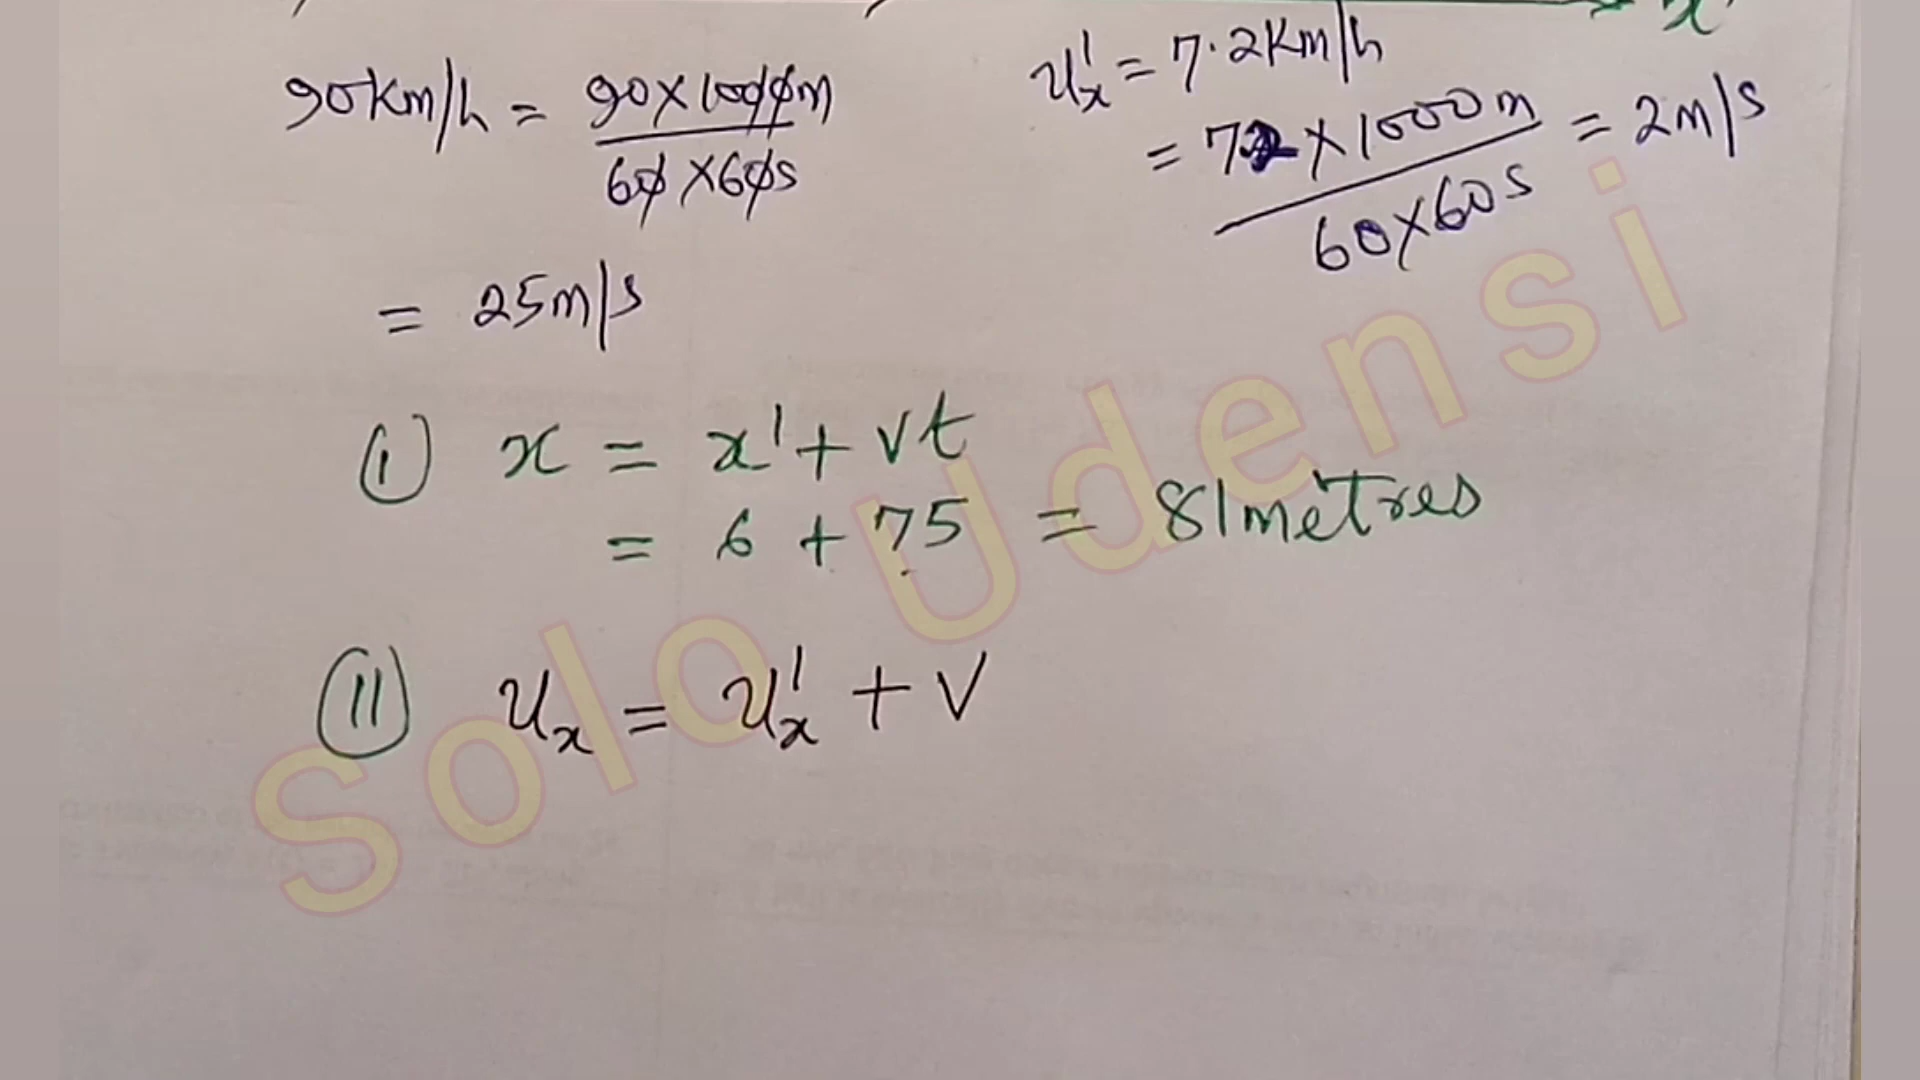 x
90km/h = 90 x 1000m
60 x 60s
= 25m/s
u'x = 7.2km/h
= 72 x 1000m = 2m/s
60 x 60s
(I) x = x' + vt
= 6 + 75 = 81metres
(II) ux = u'x + v
Solo Udensi